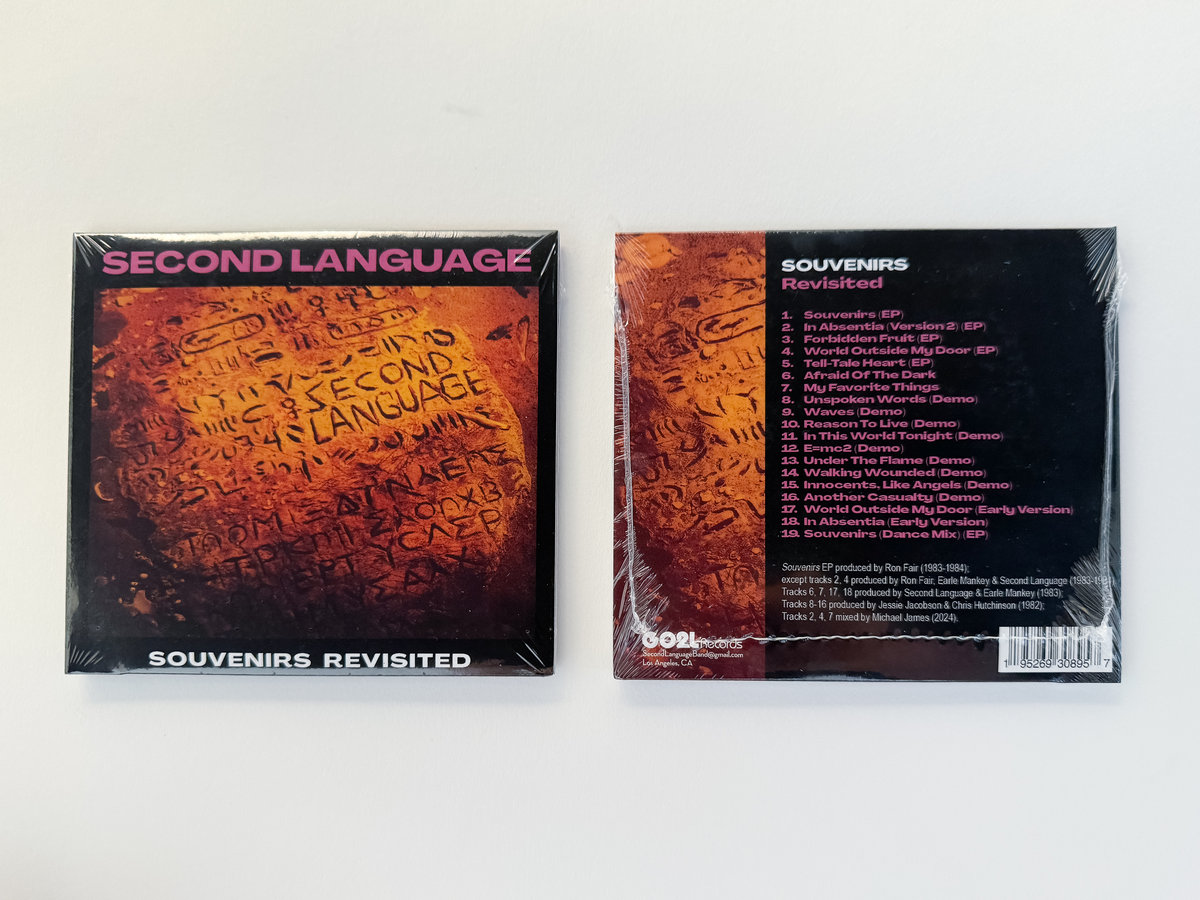 SECOND LANGUAGE
SECOND
LANGUAGE
SOUVENIRS REVISITED
SOUVENIRS
Revisited
1. Souvenirs (EP)
2. In Absentia (Version 2) (EP)
3. Forbidden Fruit (EP)
4. World Outside My Door (EP)
5. Tell-Tale Heart (EP)
6. Afraid Of The Dark
7. My Favorite Things
8. Unspoken Words (Demo)
9. Waves (Demo)
10. Reason To Live (Demo)
11. In This World Tonight (Demo)
12. E=mc2 (Demo)
13. Under The Flame (Demo)
14. Walking Wounded (Demo)
15. Innocents, Like Angels (Demo)
16. Another Casualty (Demo)
17. World Outside My Door (Early Version)
18. In Absentia (Early Version)
19. Souvenirs (Dance Mix) (EP)
Souvenirs EP produced by Ron Fair (1983-1984);
except tracks 2, 4 produced by Ron Fair, Earle Mankey & Second Language (1983-1984)
Tracks 6, 7, 17, 18 produced by Second Language & Earle Mankey (1983);
Tracks 8-16 produced by Jessie Jacobson & Chris Hutchinson (1982);
Tracks 2, 4, 7 mixed by Michael James (2024).
GO2L Records
SecondLanguageBand@gmail.com
Los Angeles, CA
1 95269 30895 7